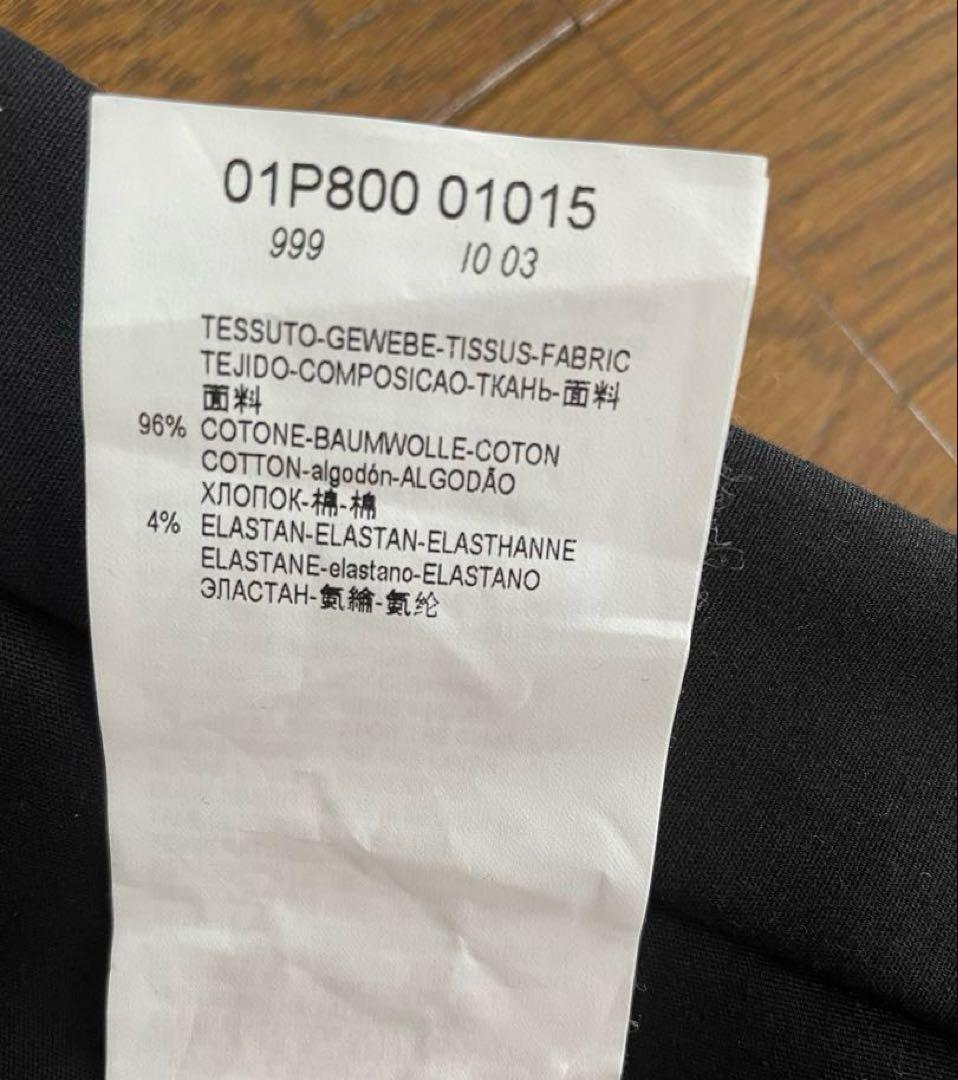 01P800 01015
999 IO 03
TESSUTO-GEWEBE-TISSUS-FABRIC
TEJIDO-COMPOSICAO-ТКАНЬ-面料
面料
96% COTONE-BAUMWOLLE-COTON
COTTON-algodón-ALGODÃO
ХЛОПОК-棉-棉
4% ELASTAN-ELASTAN-ELASTHANNE
ELASTANE-elastano-ELASTANO
ЭЛАСТАН-氨綸-氨纶